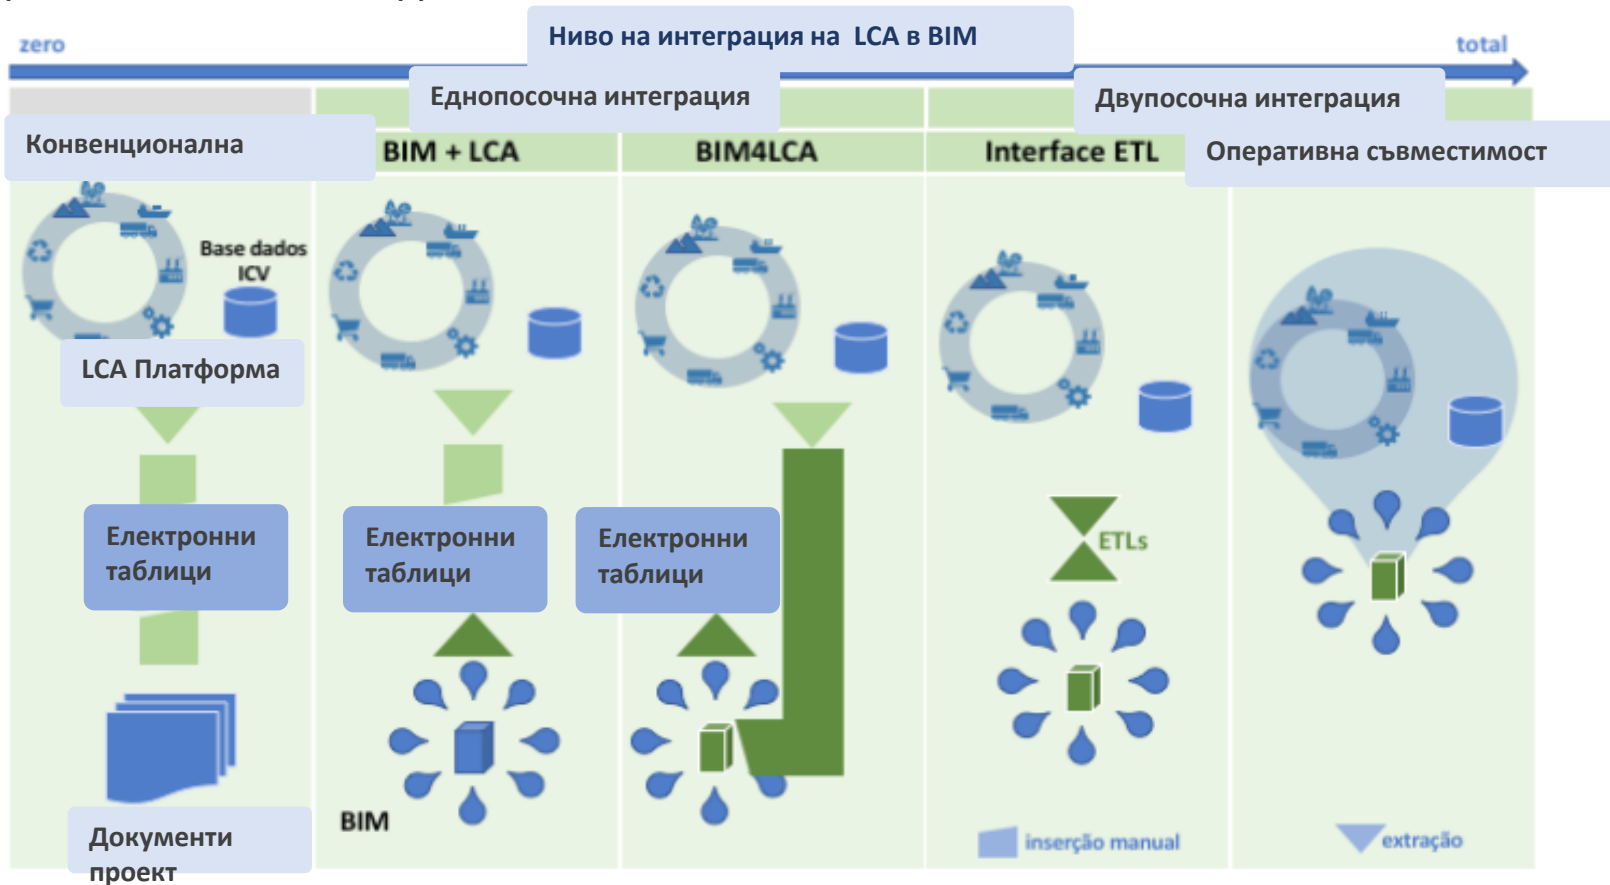 Ниво на интеграция на LCA в BIM
zero
total
Еднопосочна интеграция
Двупосочна интеграция
Конвенционална
BIM + LCA
BIM4LCA
Interface ETL
Оперативна съвместимост
Base dados
ICV
LCA Платформа
Електронни
таблици
Електронни
таблици
Електронни
таблици
ETLs
BIM
Документи
проект
inserção manual
extração